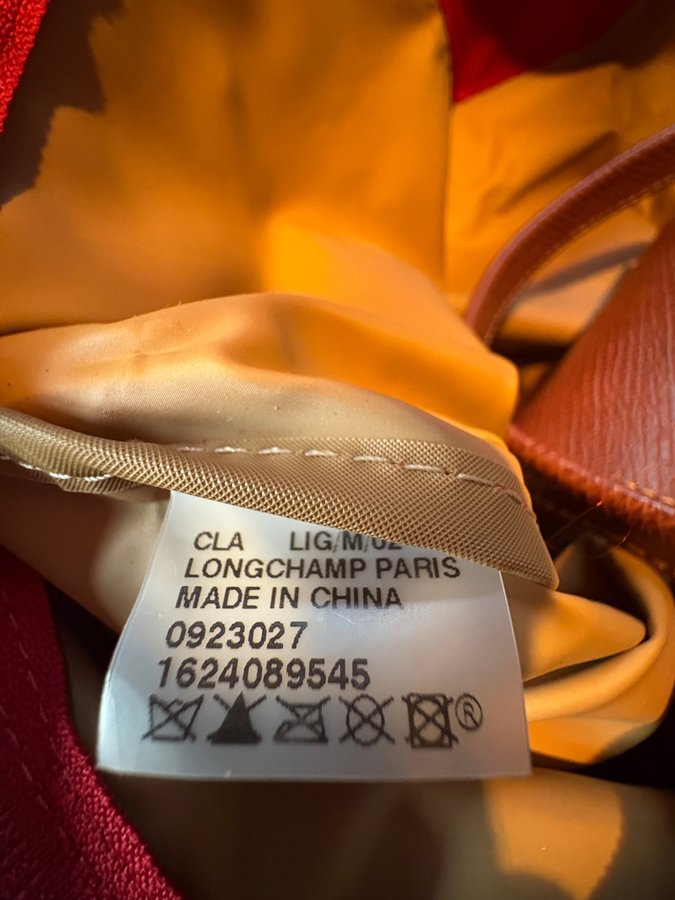 CLA LIG/M/02
LONGCHAMP PARIS
MADE IN CHINA
0923027
1624089545
®